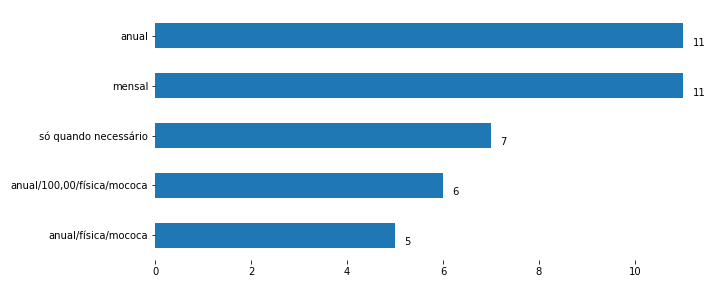 anual
11
mensal
11
só quando necessário
7
anual/100,00/física/mococa
6
anual/física/mococa
5
0 2 4 6 8 10